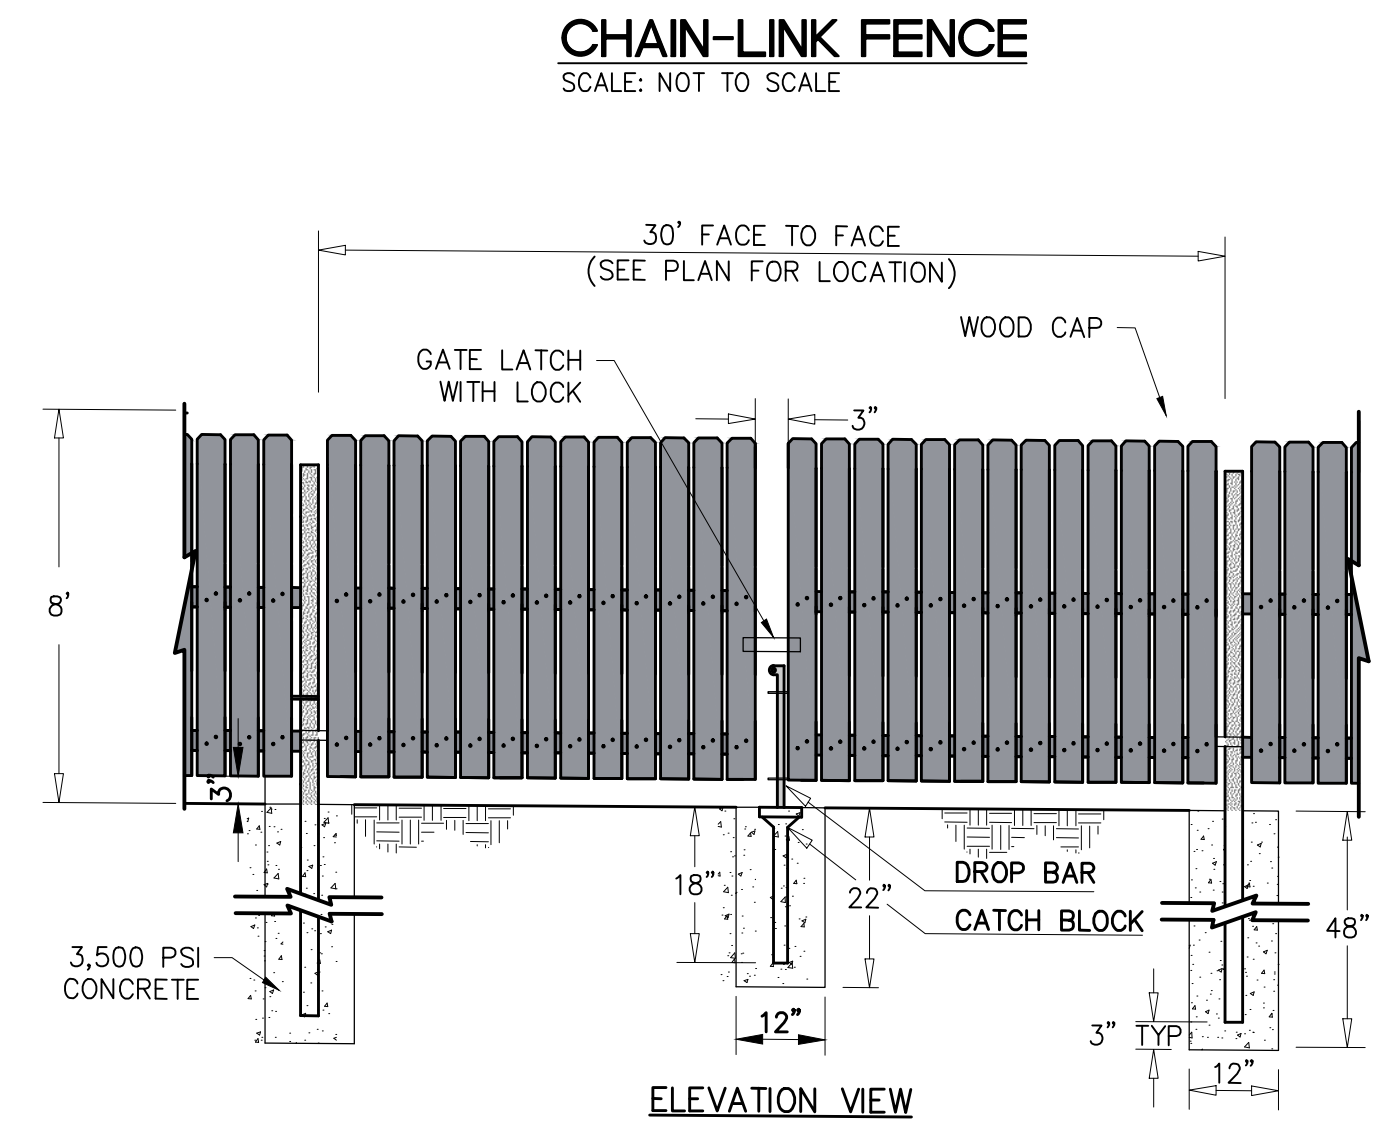 CHAIN-LINK FENCE
SCALE: NOT TO SCALE
30' FACE TO FACE
(SEE PLAN FOR LOCATION)
WOOD CAP
GATE LATCH
WITH LOCK
3"
8'
3"
DROP BAR
18"
22"
CATCH BLOCK
48"
3,500 PSI
CONCRETE
12"
3" TYP
12"
ELEVATION VIEW